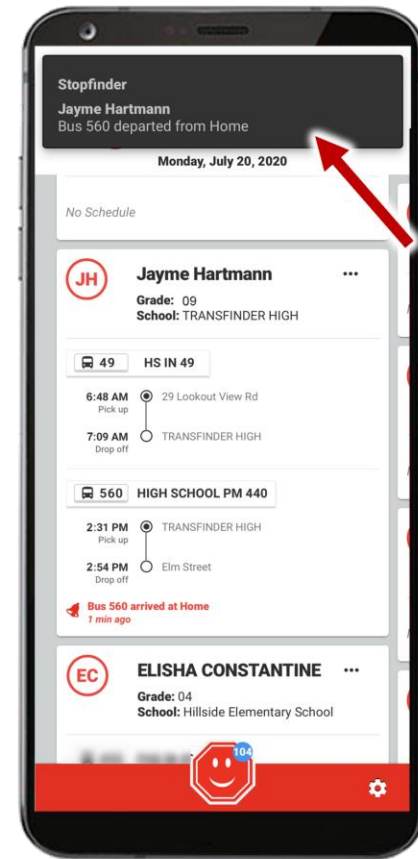 Stopfinder
Jayme Hartmann
Bus 560 departed from Home
Monday, July 20, 2020
No Schedule
JH
Jayme Hartmann
Grade: 09
School: TRANSFINDER HIGH
49 HS IN 49
6:48 AM 29 Lookout View Rd
Pick up
7:09 AM TRANSFINDER HIGH
Drop off
560 HIGH SCHOOL PM 440
2:31 PM TRANSFINDER HIGH
Pick up
2:54 PM Elm Street
Drop off
Bus 560 arrived at Home
1 min ago
EC
ELISHA CONSTANTINE
Grade: 04
School: Hillside Elementary School
104